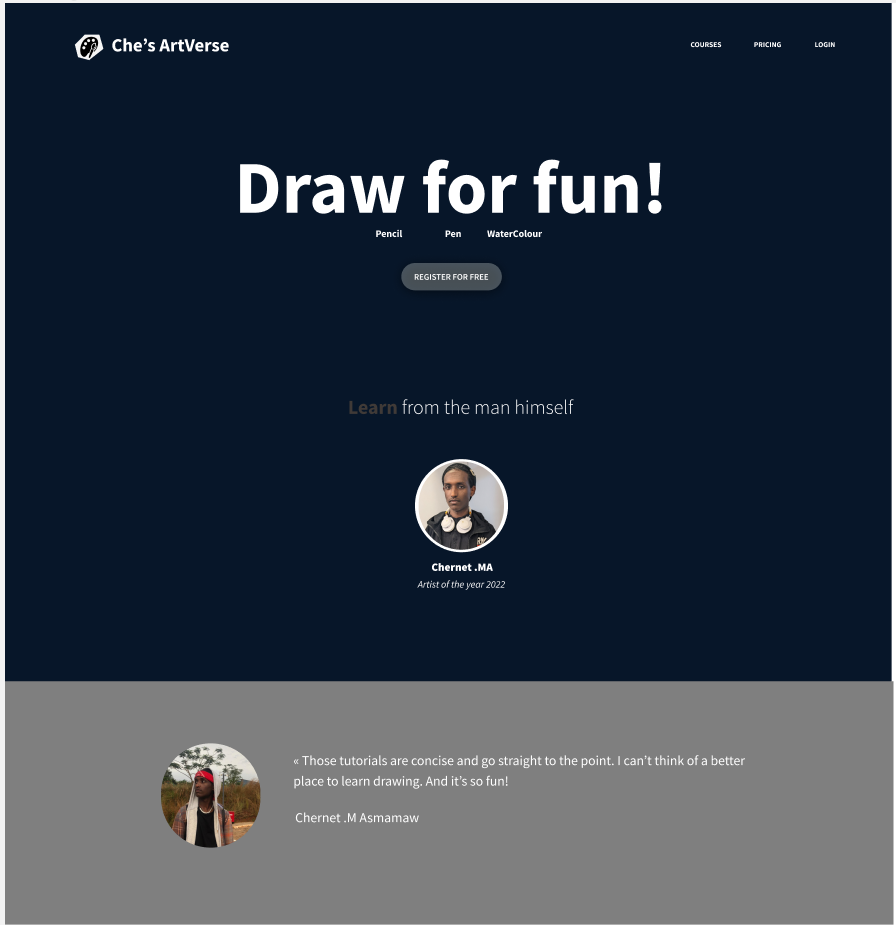 Che’s ArtVerse
COURSES PRICING LOGIN
Draw for fun!
Pencil Pen WaterColour
REGISTER FOR FREE
Learn from the man himself
Chernet .MA
Artist of the year 2022
« Those tutorials are concise and go straight to the point. I can’t think of a better
place to learn drawing. And it’s so fun!
Chernet .M Asmamaw